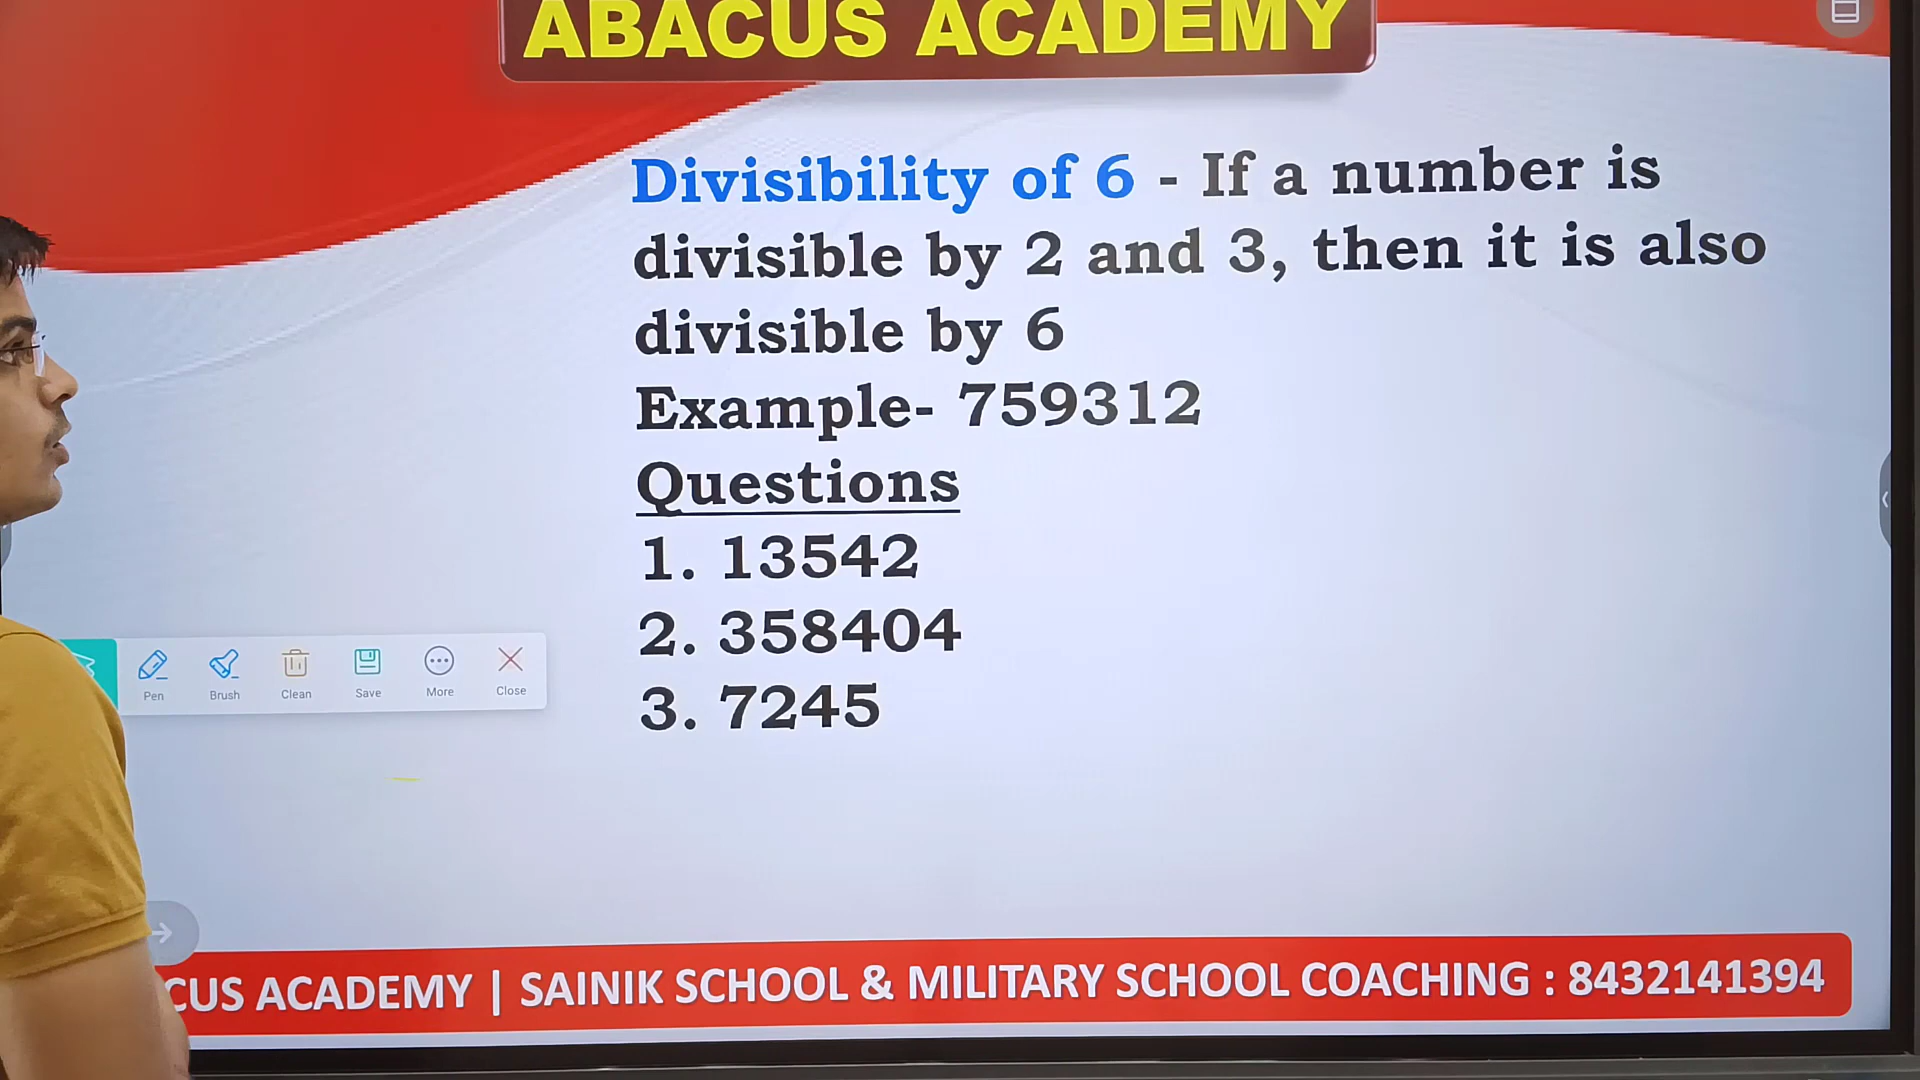 ABACUS ACADEMY
Divisibility of 6 - If a number is
divisible by 2 and 3, then it is also
divisible by 6
Example- 759312
Questions
1. 13542
2. 358404
3. 7245
Pen Brush Clean Save More Close
CUS ACADEMY | SAINIK SCHOOL & MILITARY SCHOOL COACHING : 8432141394